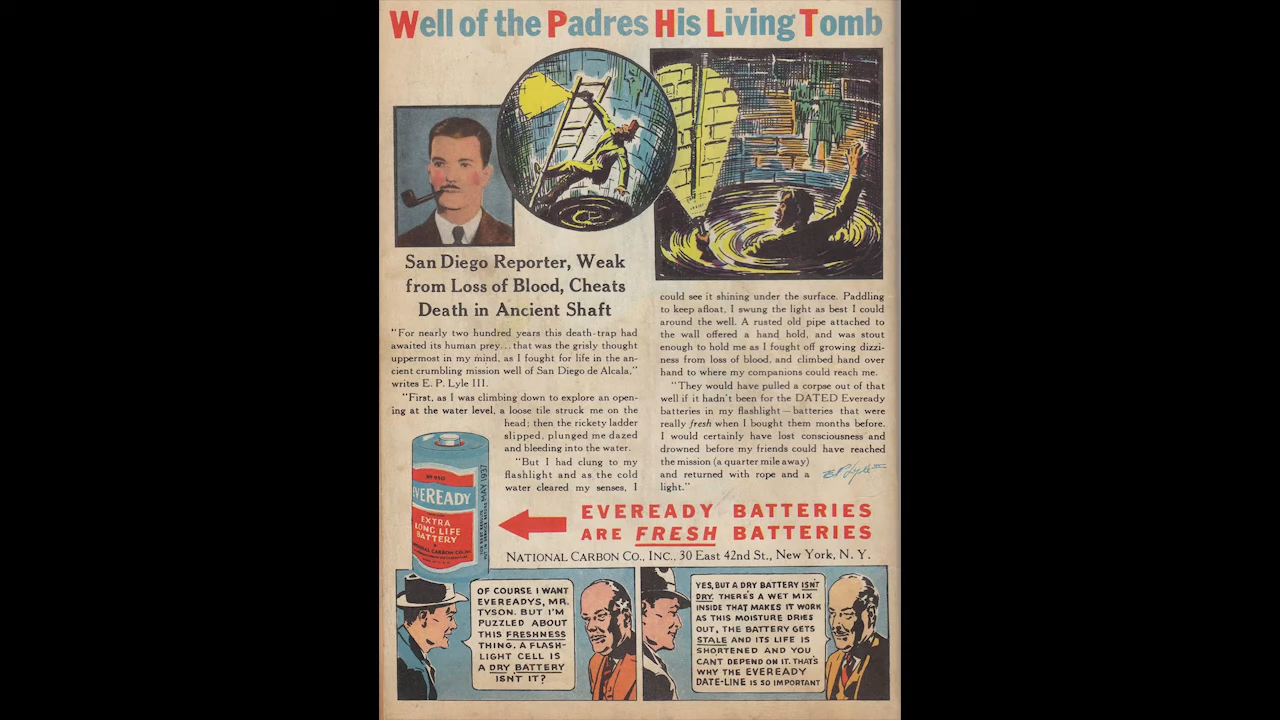 Well of the Padres His Living Tomb
San Diego Reporter, Weak
from Loss of Blood, Cheats
Death in Ancient Shaft
"For nearly two hundred years this death-trap had
awaited its human prey... that was the grisly thought
uppermost in my mind, as I fought for life in the an-
cient crumbling mission well of San Diego de Alcala,"
writes E. P. Lyle III.
"First, as I was climbing down to explore an open-
ing at the water level, a loose tile struck me on the
head; then the rickety ladder
slipped, plunged me dazed
and bleeding into the water.
"But I had clung to my
flashlight and as the cold
water cleared my senses, I
could see it shining under the surface. Paddling
to keep afloat, I swung the light as best I could
around the well. A rusted old pipe attached to
the wall offered a hand hold, and was stout
enough to hold me as I fought off growing dizzi-
ness from loss of blood, and climbed hand over
hand to where my companions could reach me.
"They would have pulled a corpse out of that
well if it hadn't been for the DATED Eveready
batteries in my flashlight—batteries that were
really fresh when I bought them months before.
I would certainly have lost consciousness and
drowned before my friends could have reached
the mission (a quarter mile away)
and returned with rope and a
light."
E P Lyle III
EVEREADY
EXTRA
LONG LIFE
BATTERY
NATIONAL CARBON CO. INC.
MAY 1937
EVEREADY BATTERIES
ARE FRESH BATTERIES
NATIONAL CARBON CO., INC., 30 East 42nd St., New York, N. Y.
OF COURSE I WANT
EVEREADYS, MR.
TYSON. BUT I'M
PUZZLED ABOUT
THIS FRESHNESS
THING. A FLASH-
LIGHT CELL IS
A DRY BATTERY
ISN'T IT?
YES, BUT A DRY BATTERY ISN'T
DRY. THERE'S A WET MIX
INSIDE THAT MAKES IT WORK
AS THIS MOISTURE DRIES
OUT, THE BATTERY GETS
STALE AND ITS LIFE IS
SHORTENED AND YOU
CAN'T DEPEND ON IT. THAT'S
WHY THE EVEREADY
DATE-LINE IS SO IMPORTANT